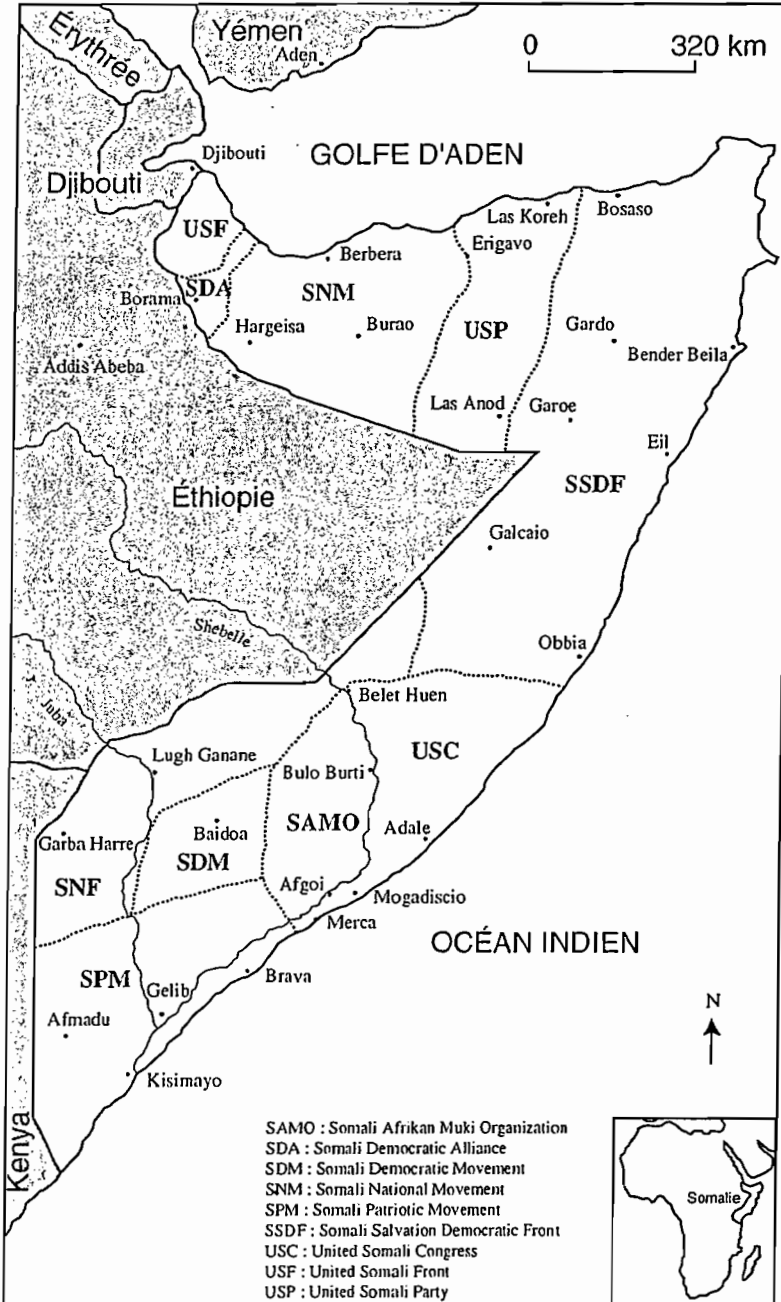 Érythrée
Yémen
Aden
0 320 km
Djibouti
GOLFE D'ADEN
Djibouti
Las Koreh
Bosaso
USF
Berbera
Erigavo
SDA
SNM
Borama
Hargeisa
Burao
USP
Gardo
Bender Beila
Addis Abeba
Las Anod
Garoe
Eil
Éthiopie
SSDF
Galcaio
Shebelle
Obbia
Juba
Belet Huen
Lugh Ganane
USC
Bulo Burti
Garba Harre
Baidoa
SAMO
Adale
SDM
SNF
Afgoi
Mogadiscio
Merca
OCÉAN INDIEN
SPM
Brava
Gelib
N
Afmadu
Kisimayo
Kenya
SAMO : Somali Afrikan Muki Organization
SDA : Somali Democratic Alliance
SDM : Somali Democratic Movement
SNM : Somali National Movement
SPM : Somali Patriotic Movement
SSDF : Somali Salvation Democratic Front
USC : United Somali Congress
USF : United Somali Front
USP : United Somali Party
Somalie